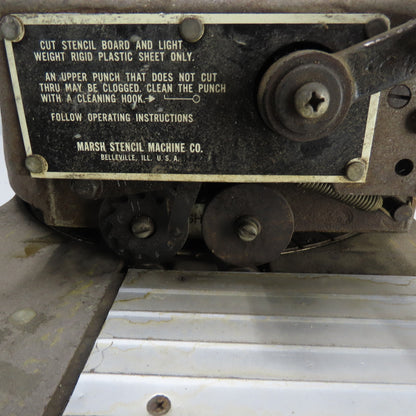 CUT STENCIL BOARD AND LIGHT
WEIGHT RIGID PLASTIC SHEET ONLY.
AN UPPER PUNCH THAT DOES NOT CUT
THRU MAY BE CLOGGED. CLEAN THE PUNCH
WITH A CLEANING HOOK.
FOLLOW OPERATING INSTRUCTIONS
MARSH STENCIL MACHINE CO.
BELLEVILLE, ILL. U. S. A.